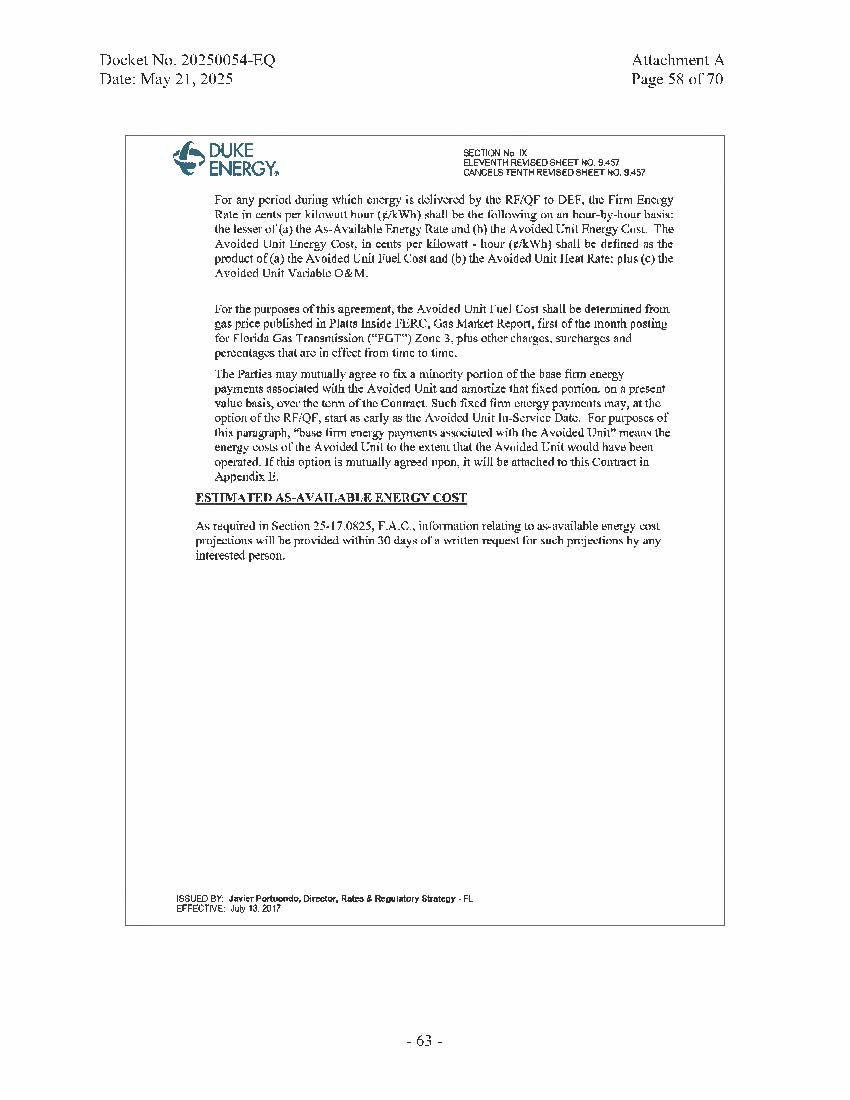 Docket No. 20250054-EQ
Attachment A
Date: May 21, 2025
Page 58 of 70
DUKE
ENERGY®
SECTION No. IX
ELEVENTH REVISED SHEET NO. 9.457
CANCELS TENTH REVISED SHEET NO. 9.457
For any period during which energy is delivered by the RF/QF to DEF, the Firm Energy
Rate in cents per kilowatt hour (¢/kWh) shall be the following on an hour-by-hour basis:
the lesser of (a) the As-Available Energy Rate and (b) the Avoided Unit Energy Cost. The
Avoided Unit Energy Cost, in cents per kilowatt - hour (¢/kWh) shall be defined as the
product of (a) the Avoided Unit Fuel Cost and (b) the Avoided Unit Heat Rate; plus (c) the
Avoided Unit Variable O&M.
For the purposes of this agreement, the Avoided Unit Fuel Cost shall be determined from
gas price published in Platts Inside FERC, Gas Market Report, first of the month posting
for Florida Gas Transmission ("FGT") Zone 3, plus other charges, surcharges and
percentages that are in effect from time to time.
The Parties may mutually agree to fix a minority portion of the base firm energy
payments associated with the Avoided Unit and amortize that fixed portion, on a present
value basis, over the term of the Contract. Such fixed firm energy payments may, at the
option of the RF/QF, start as early as the Avoided Unit In-Service Date. For purposes of
this paragraph, "base firm energy payments associated with the Avoided Unit" means the
energy costs of the Avoided Unit to the extent that the Avoided Unit would have been
operated. If this option is mutually agreed upon, it will be attached to this Contract in
Appendix E.
ESTIMATED AS-AVAILABLE ENERGY COST
As required in Section 25-17.0825, F.A.C., information relating to as-available energy cost
projections will be provided within 30 days of a written request for such projections by any
interested person.
ISSUED BY: Javier Portuondo, Director, Rates & Regulatory Strategy - FL
EFFECTIVE: July 13, 2017
- 63 -